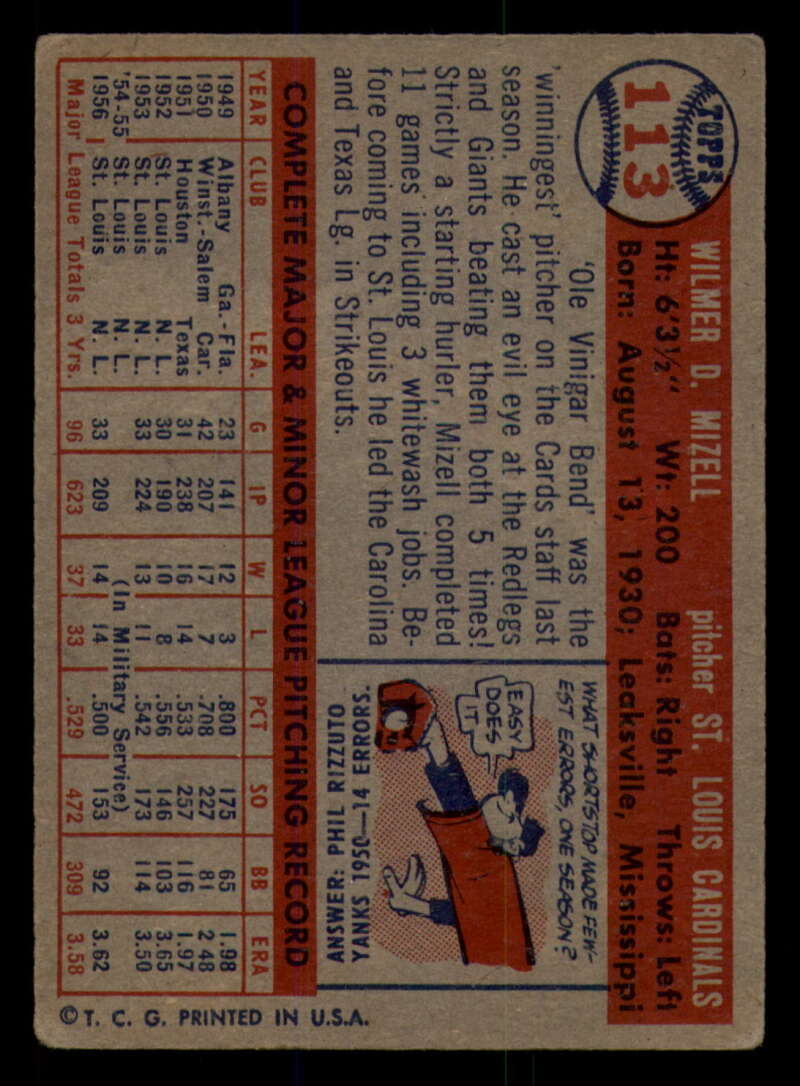 TOPPS
113
WILMER D. MIZELL pitcher ST. LOUIS CARDINALS
Ht: 6'3½" Wt: 200 Bats: Right Throws: Left
Born: August 13, 1930; Leaksville, Mississippi
'Ole Vinigar Bend' was the
'winningest' pitcher on the Cards staff last
season. He cast an evil eye at the Redlegs
and Giants beating them both 5 times!
Strictly a starting hurler, Mizell completed
11 games including 3 whitewash jobs. Be-
fore coming to St. Louis he led the Carolina
and Texas Lg. in Strikeouts.
WHAT SHORTSTOP MADE FEW-
EST ERRORS, ONE SEASON?
EASY
DOES
IT
ANSWER: PHIL RIZZUTO
YANKS 1950—14 ERRORS.
COMPLETE MAJOR & MINOR LEAGUE PITCHING RECORD
YEAR CLUB LEA. G IP W L PCT SO BB ERA
1949 Albany Ga.-Fla. 23 141 12 3 .800 175 65 1.98
1950 Winst.-Salem Car. 42 207 17 7 .708 227 81 2.48
1951 Houston Texas 31 238 16 14 .533 257 116 1.97
1952 St. Louis N. L. 30 190 10 8 .556 146 103 3.65
1953 St. Louis N. L. 33 224 13 11 .542 173 114 3.50
'54-55 St. Louis N. L. (In Military Service)
1956 St. Louis N. L. 33 209 14 14 .500 153 92 3.62
Major League Totals 3 Yrs. 96 623 37 33 .529 472 309 3.58
© T. C. G. PRINTED IN U.S.A.